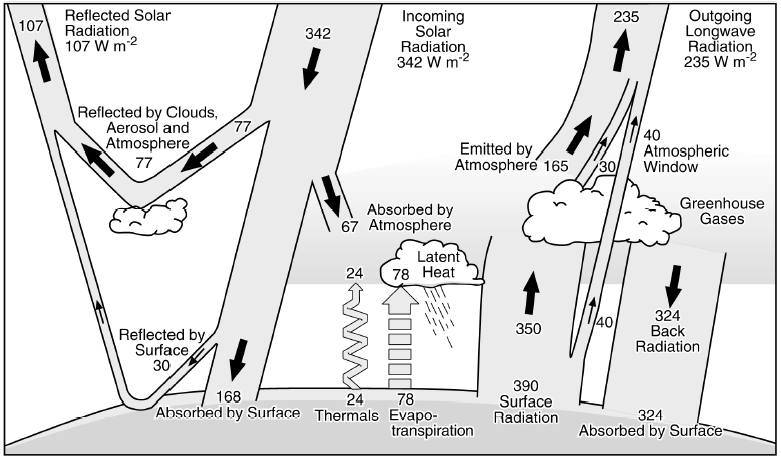 107
Reflected Solar
Radiation
107 W m-2
342
Incoming
Solar
Radiation
342 W m-2
235
Outgoing
Longwave
Radiation
235 W m-2
Reflected by Clouds,
Aerosol and
Atmosphere
77
77
Emitted by
Atmosphere
165
30
40
Atmospheric
Window
Greenhouse
Gases
67
Absorbed by
Atmosphere
Latent
Heat
24
78
350
40
324
Back
Radiation
Reflected by
Surface
30
168
Absorbed by Surface
24
Thermals
78
Evapo-
transpiration
390
Surface
Radiation
324
Absorbed by Surface